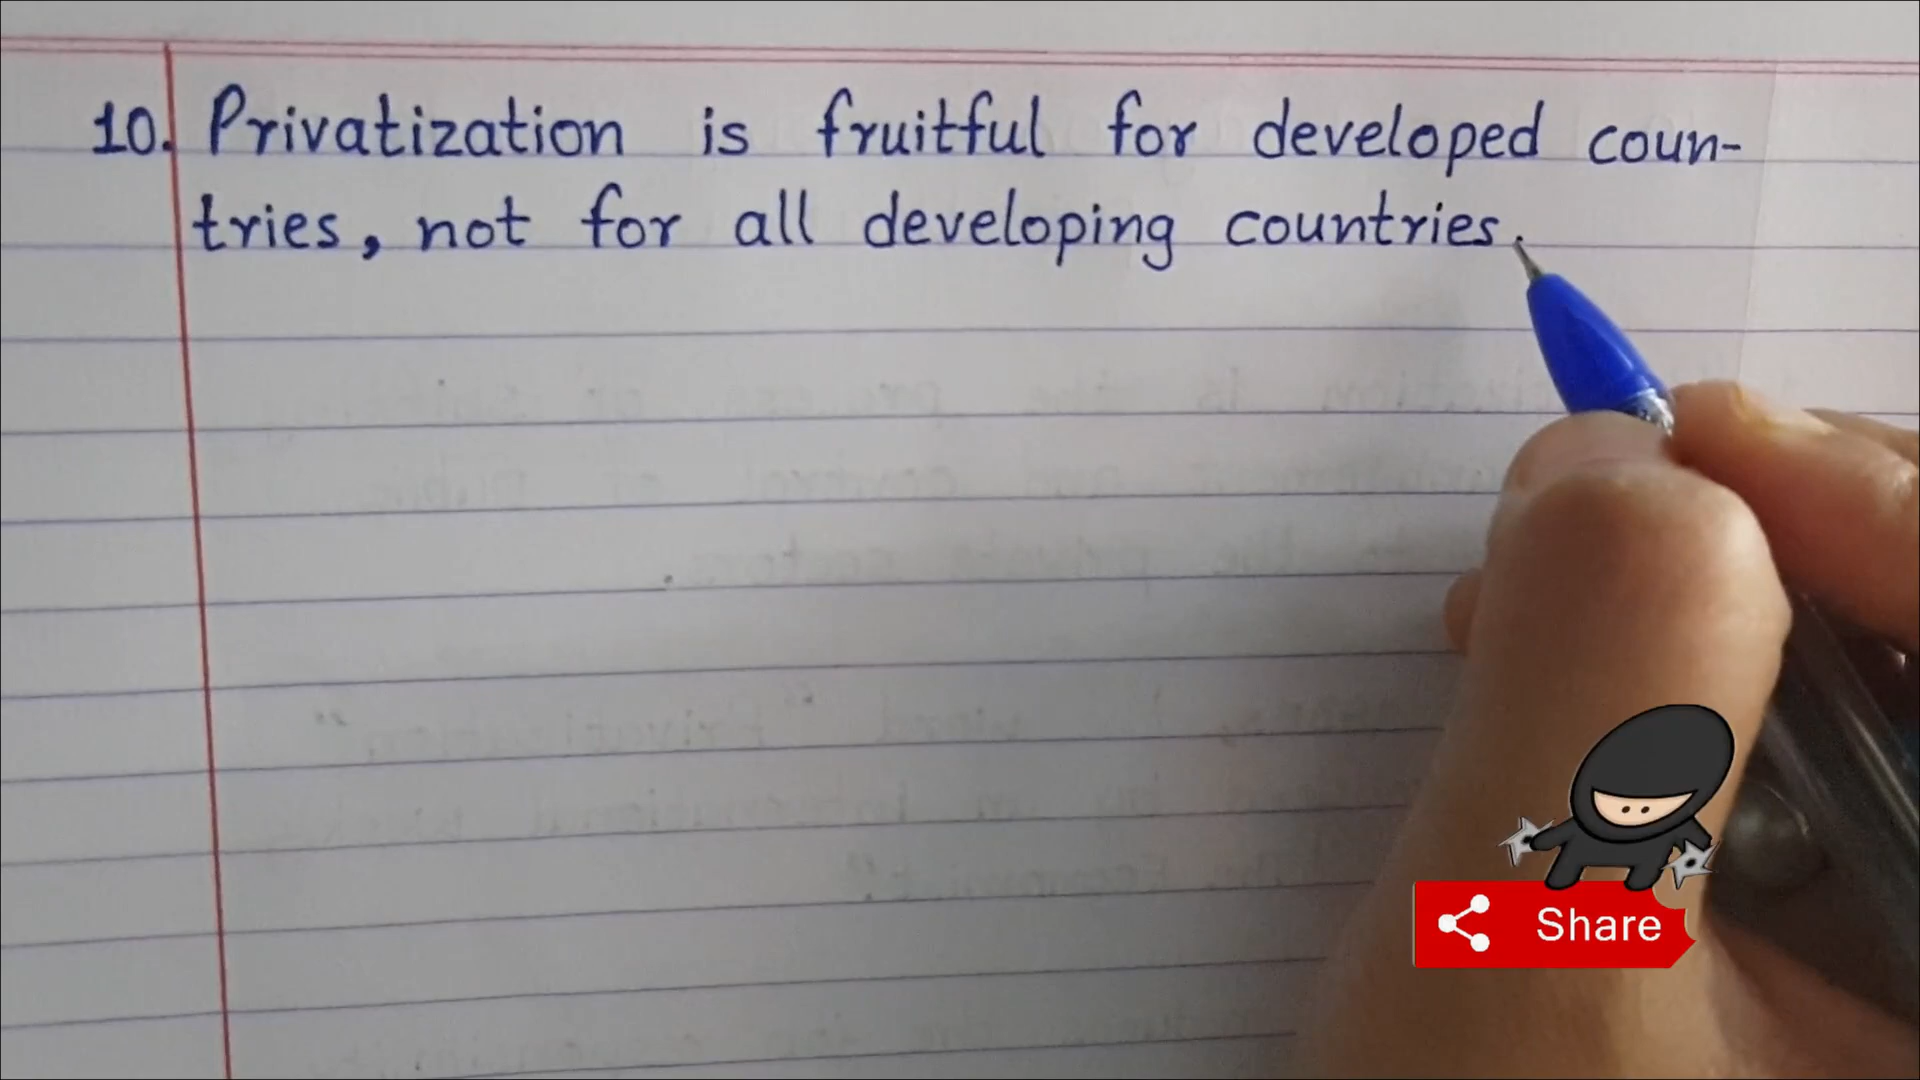 10. Privatization is fruitful for developed coun-
tries, not for all developing countries.
Share